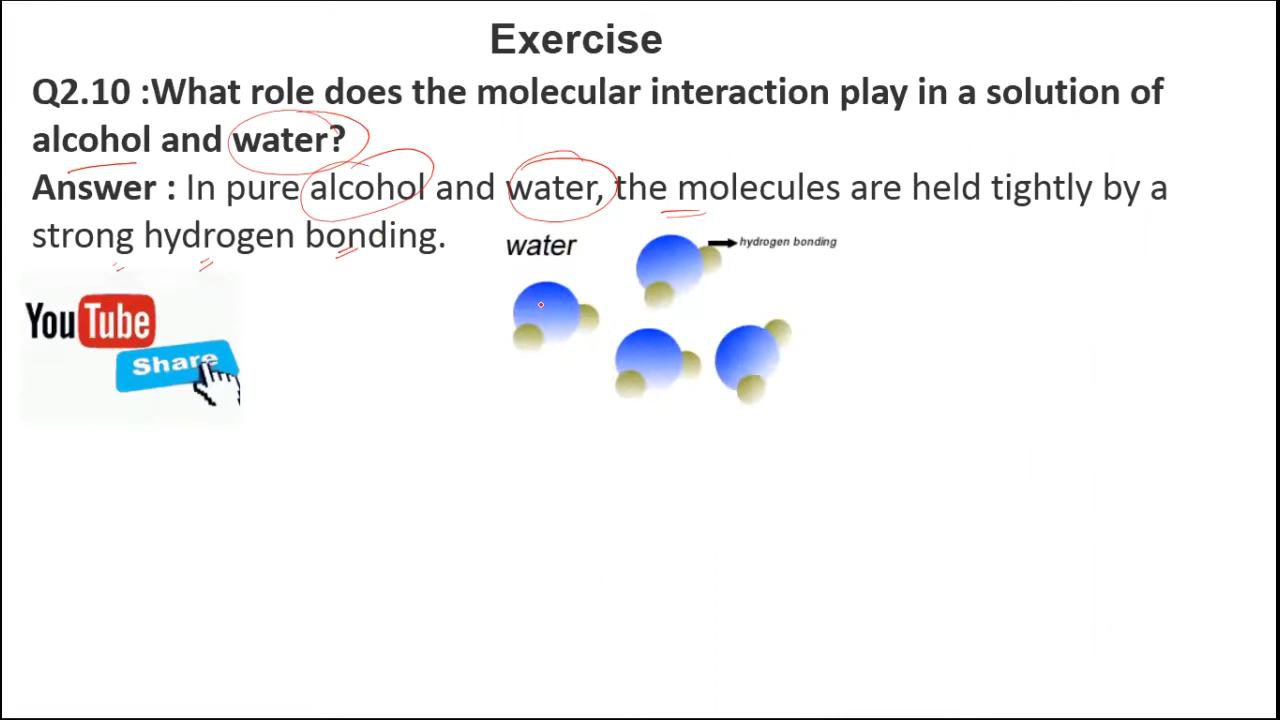 Exercise
Q2.10 :What role does the molecular interaction play in a solution of
alcohol and water?
Answer : In pure alcohol and water, the molecules are held tightly by a
strong hydrogen bonding.
water
hydrogen bonding
YouTube
Share